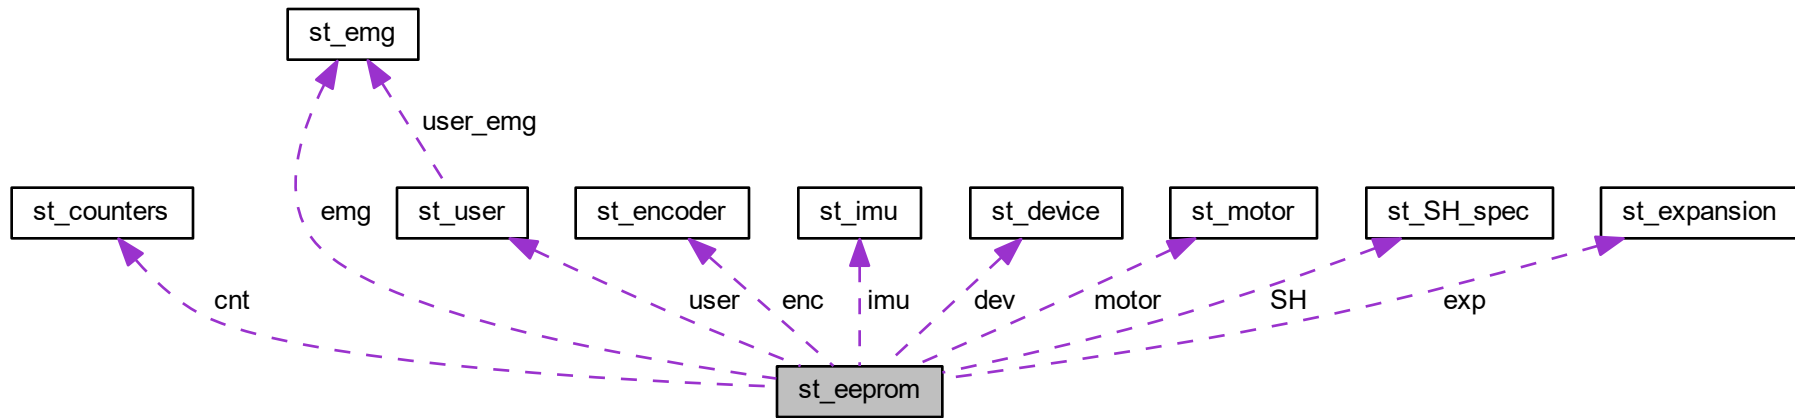 st_emg
user_emg
st_counters
emg
st_user
st_encoder
st_imu
st_device
st_motor
st_SH_spec
st_expansion
cnt
user
enc
imu
dev
motor
SH
exp
st_eeprom